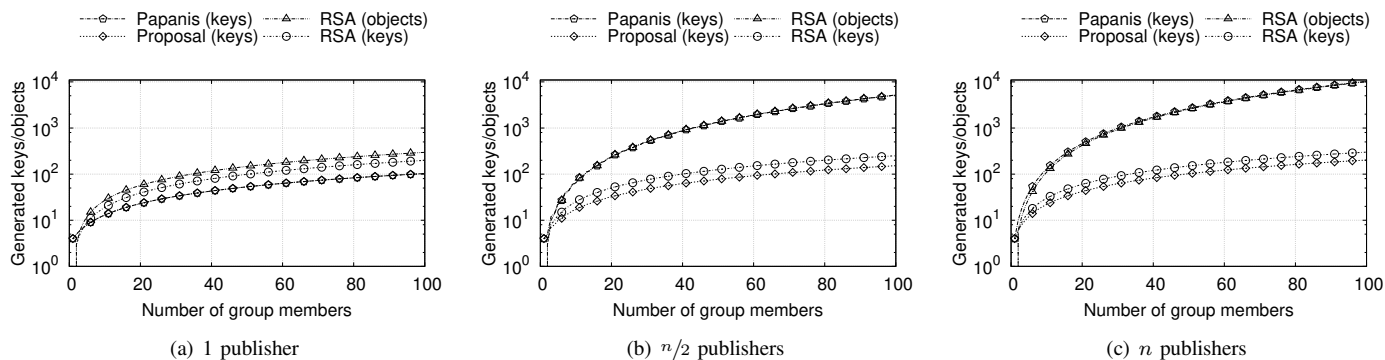 Papanis (keys) RSA (objects)
Proposal (keys) RSA (keys)
10^4
10^3
10^2
10^1
10^0
Generated keys/objects
0 20 40 60 80 100
Number of group members
(a) 1 publisher
Papanis (keys) RSA (objects)
Proposal (keys) RSA (keys)
10^4
10^3
10^2
10^1
10^0
Generated keys/objects
0 20 40 60 80 100
Number of group members
(b) n/2 publishers
Papanis (keys) RSA (objects)
Proposal (keys) RSA (keys)
10^4
10^3
10^2
10^1
10^0
Generated keys/objects
0 20 40 60 80 100
Number of group members
(c) n publishers